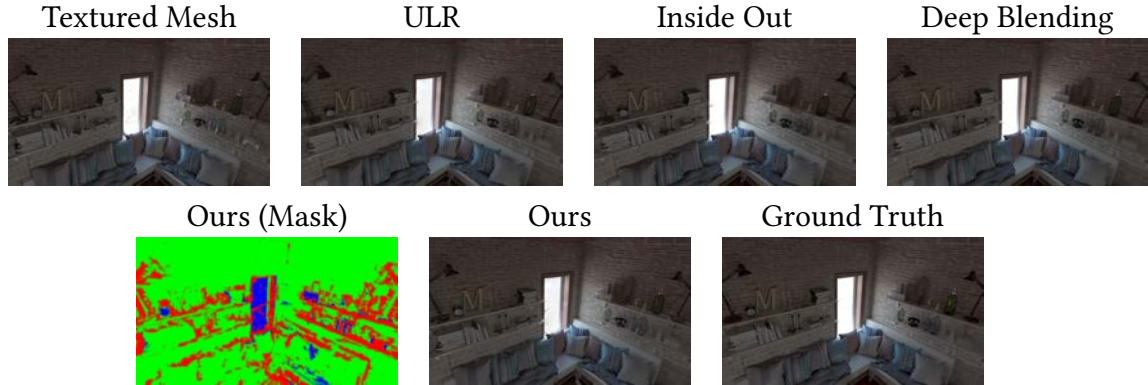 Textured Mesh
ULR
Inside Out
Deep Blending
Ours (Mask)
Ours
Ground Truth
M
M
M
M
M
M